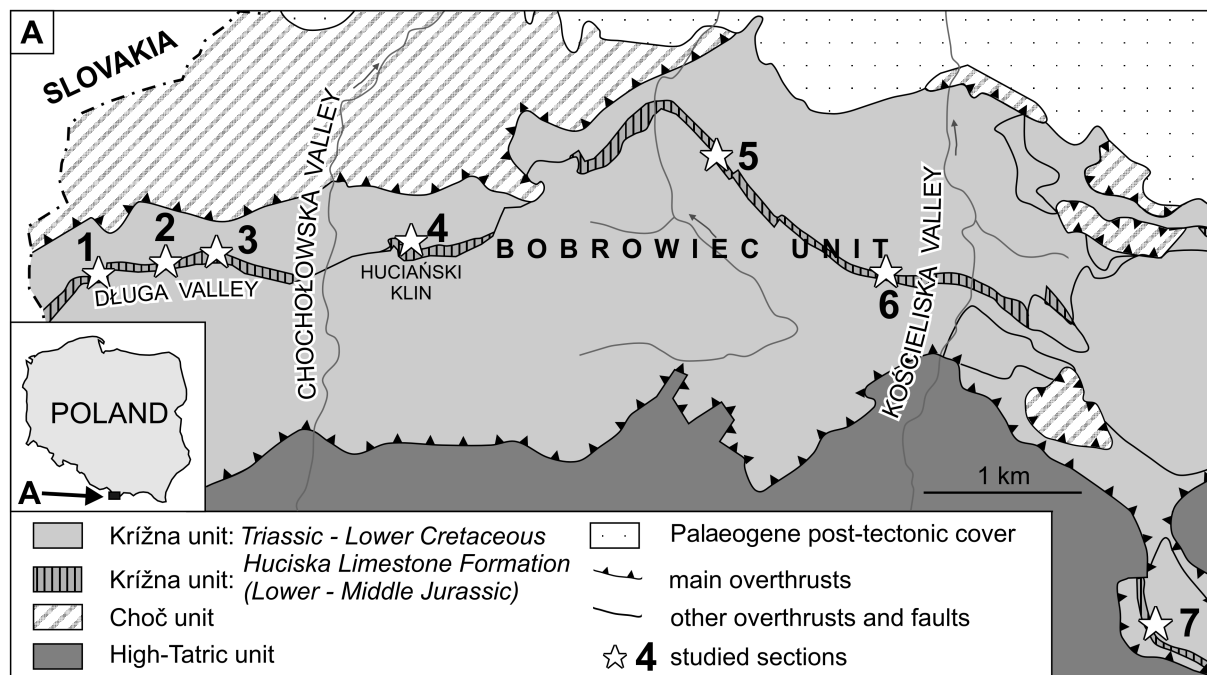 A
SLOVAKIA
CHOCHOŁOWSKA VALLEY
5
1
2
3
4
BOBROWIEC UNIT
HUCIAŃSKI
KLIN
DŁUGA VALLEY
6
KOŚCIELISKA VALLEY
POLAND
A
1 km
7
Krížna unit: Triassic - Lower Cretaceous
Krížna unit: Huciska Limestone Formation
(Lower - Middle Jurassic)
Choč unit
High-Tatric unit
Palaeogene post-tectonic cover
main overthrusts
other overthrusts and faults
4 studied sections